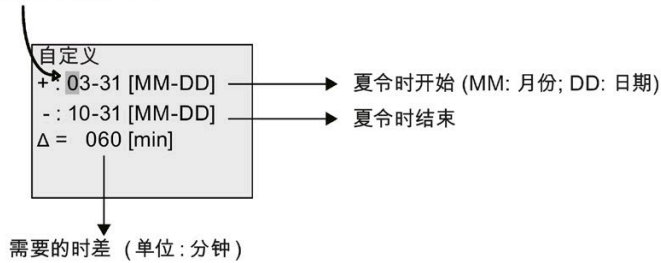 自定义
+ : 03-31 [MM-DD]
夏令时开始 (MM: 月份; DD: 日期)
- : 10-31 [MM-DD]
夏令时结束
Δ = 060 [min]
需要的时差 (单位 : 分钟 )